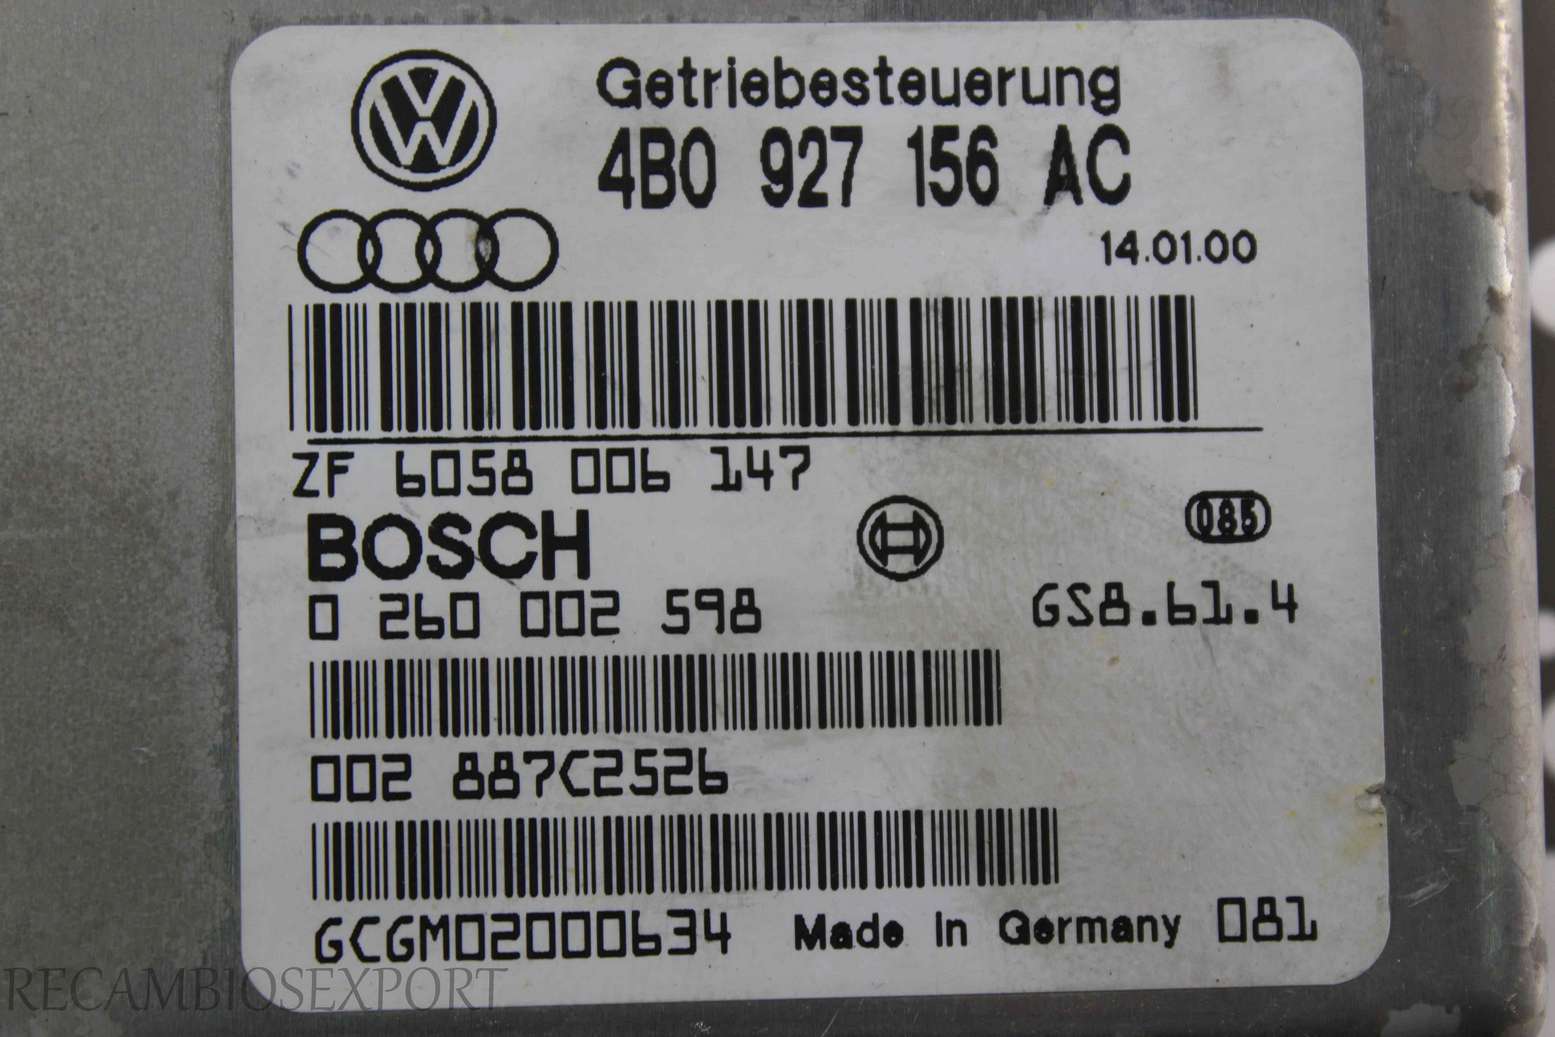 Getriebesteuerung
4B0 927 156 AC
14.01.00
ZF 6058 006 147
BOSCH
085
0 260 002 598
GS8.61.4
002 887C2526
GCGM02000634 Made in Germany 081
RECAMBIOSEXPORT